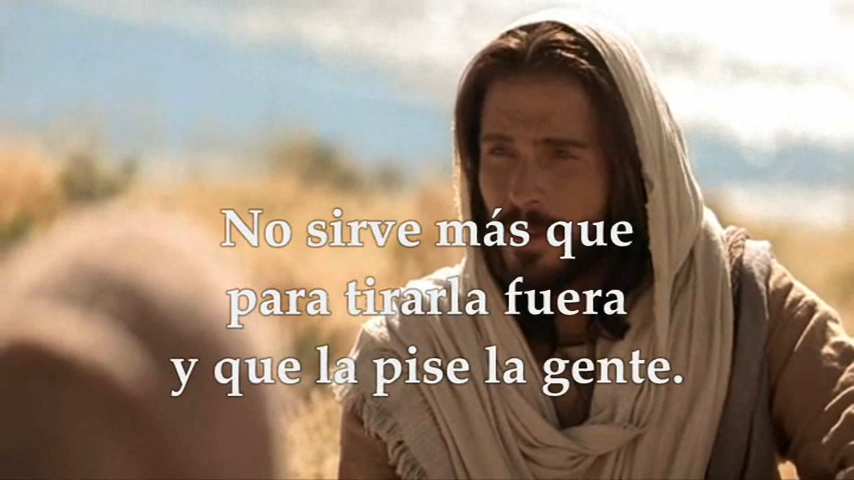 No sirve más que
para tirarla fuera
y que la pise la gente.